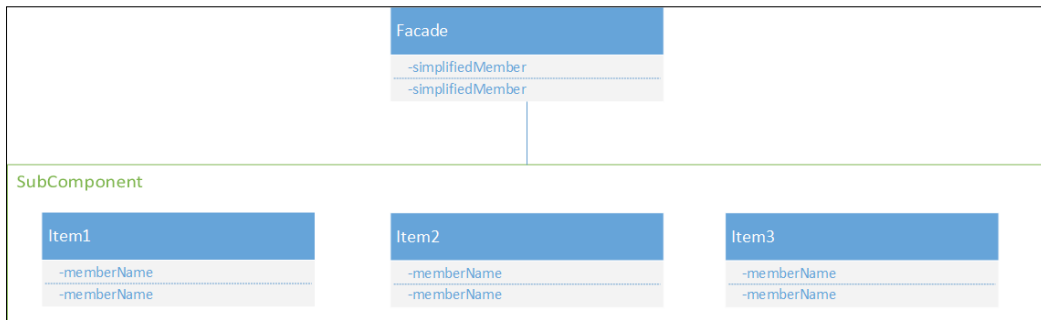 Facade
-simplifiedMember
-simplifiedMember
SubComponent
Item1
-memberName
-memberName
Item2
-memberName
-memberName
Item3
-memberName
-memberName